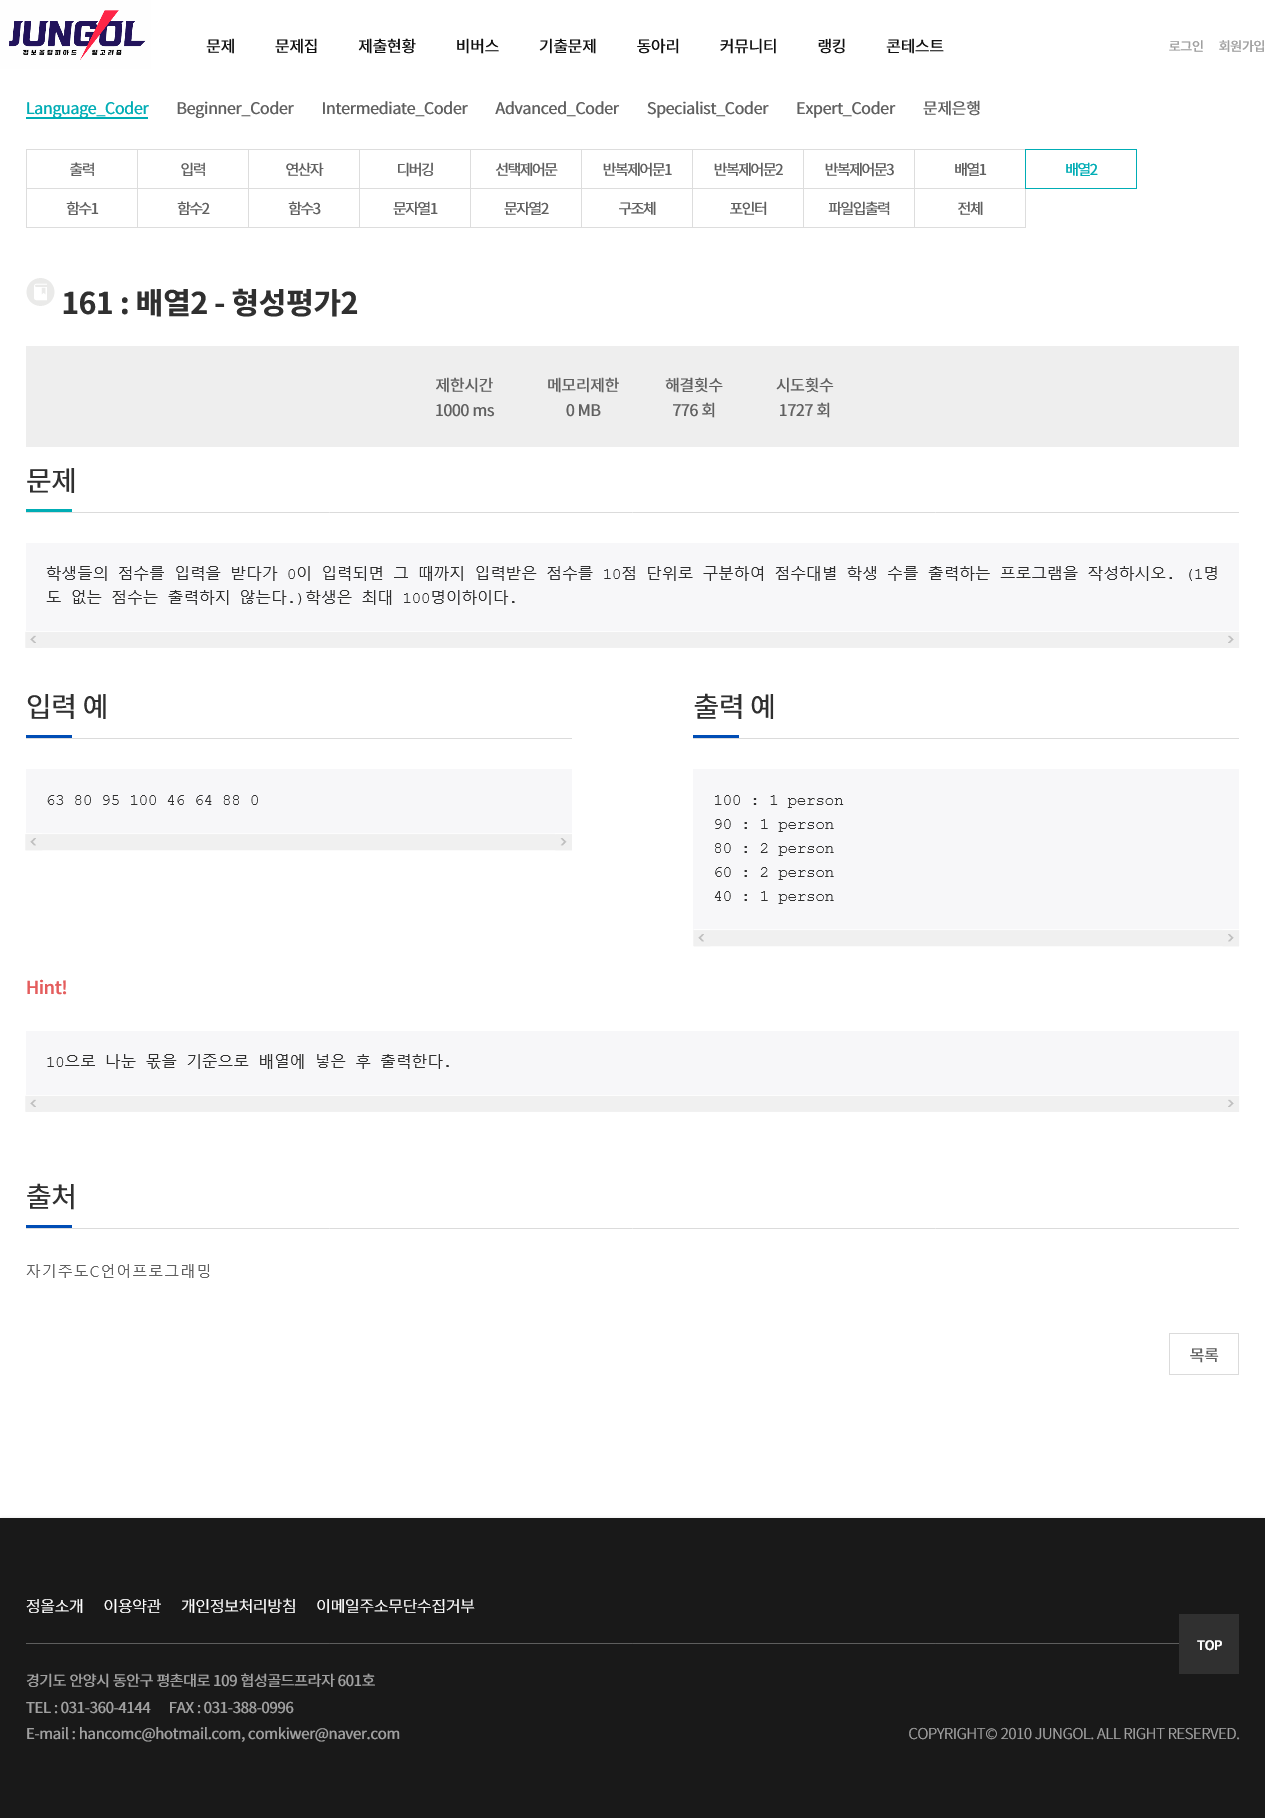 JUNGOL
정보올림피아드 알고리즘
문제 문제집 제출현황 비버스 기출문제 동아리 커뮤니티 랭킹 콘테스트 로그인 회원가입
Language_Coder Beginner_Coder Intermediate_Coder Advanced_Coder Specialist_Coder Expert_Coder 문제은행
출력 입력 연산자 디버깅 선택제어문 반복제어문1 반복제어문2 반복제어문3 배열1 배열2
함수1 함수2 함수3 문자열1 문자열2 구조체 포인터 파일입출력 전체
161 : 배열2 - 형성평가2
제한시간 메모리제한 해결횟수 시도횟수
1000 ms 0 MB 776 회 1727 회
문제
학생들의 점수를 입력을 받다가 0이 입력되면 그 때까지 입력받은 점수를 10점 단위로 구분하여 점수대별 학생 수를 출력하는 프로그램을 작성하시오. (1명
도 없는 점수는 출력하지 않는다.)학생은 최대 100명이하이다.
입력 예
63 80 95 100 46 64 88 0
출력 예
100 : 1 person
90 : 1 person
80 : 2 person
60 : 2 person
40 : 1 person
Hint!
10으로 나눈 몫을 기준으로 배열에 넣은 후 출력한다.
출처
자기주도C언어프로그래밍
목록
정올소개 이용약관 개인정보처리방침 이메일주소무단수집거부
TOP
경기도 안양시 동안구 평촌대로 109 협성골드프라자 601호
TEL : 031-360-4144 FAX : 031-388-0996
E-mail : hancomc@hotmail.com, comkiwer@naver.com
COPYRIGHT© 2010 JUNGOL. ALL RIGHT RESERVED.